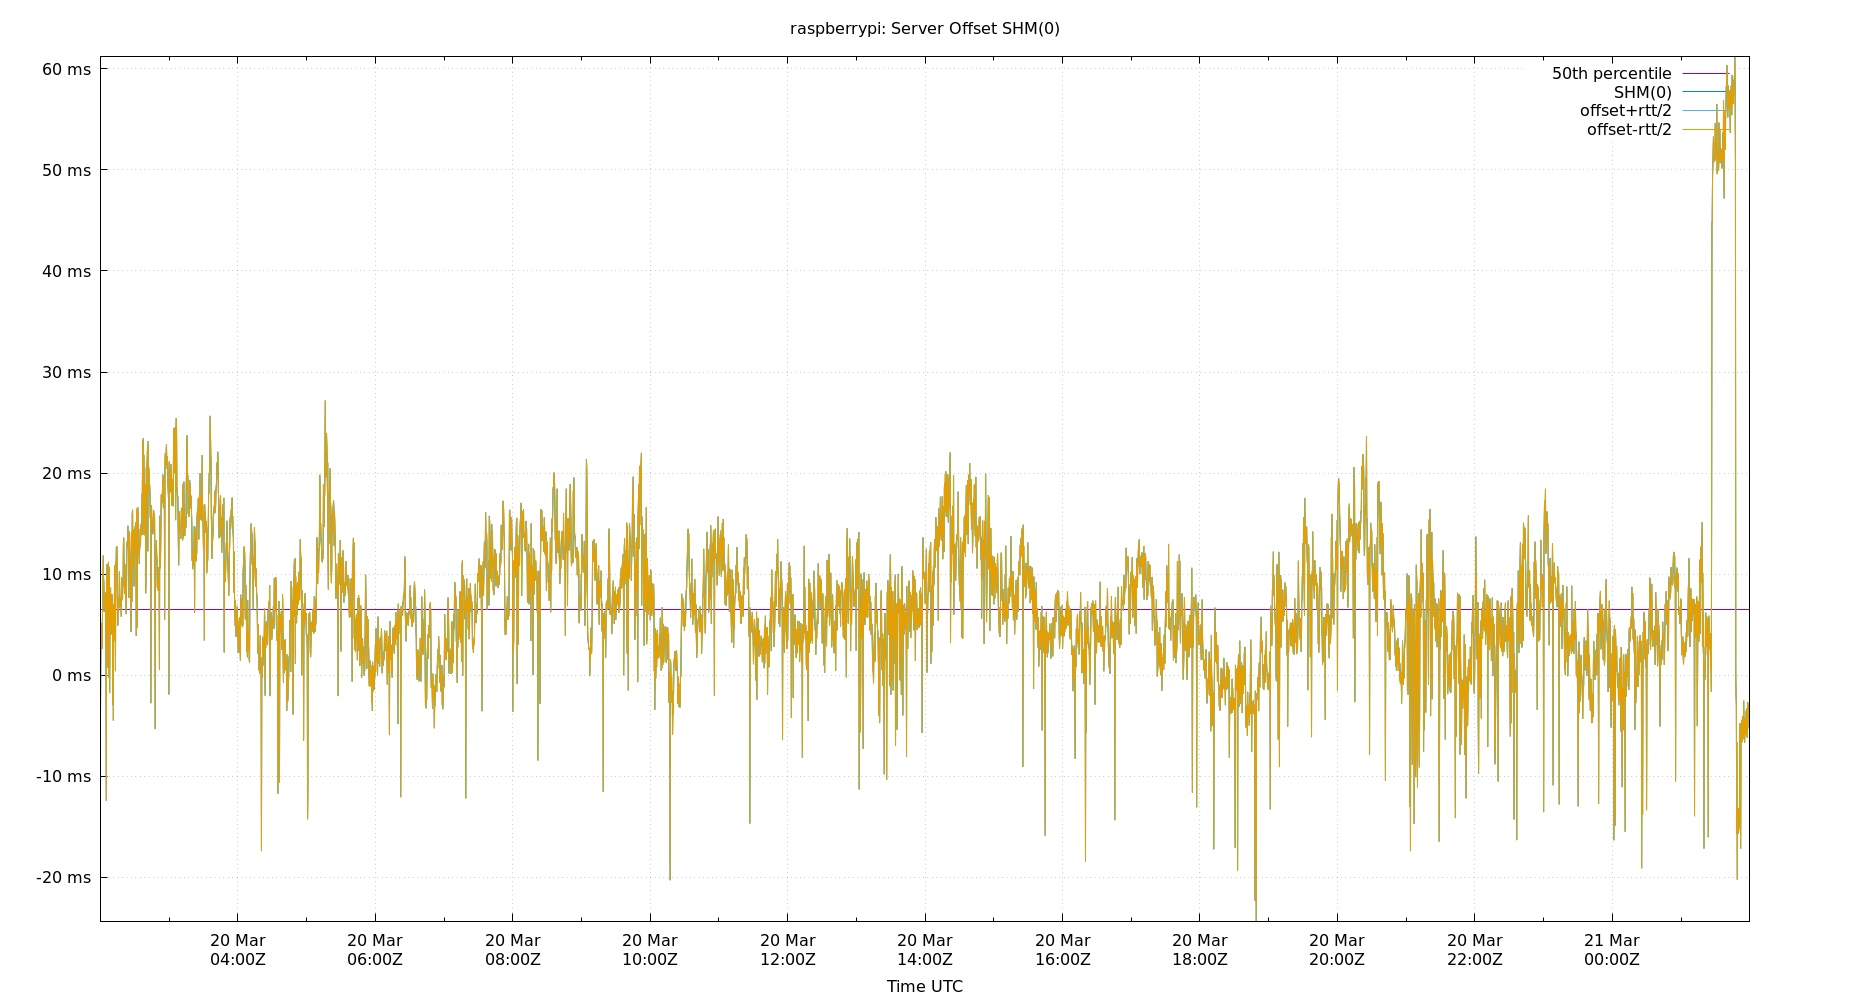 raspberrypi: Server Offset SHM(0)
60 ms
50 ms
40 ms
30 ms
20 ms
10 ms
0 ms
-10 ms
-20 ms
50th percentile
SHM(0)
offset+rtt/2
offset-rtt/2
20 Mar
04:00Z
20 Mar
06:00Z
20 Mar
08:00Z
20 Mar
10:00Z
20 Mar
12:00Z
20 Mar
14:00Z
20 Mar
16:00Z
20 Mar
18:00Z
20 Mar
20:00Z
20 Mar
22:00Z
21 Mar
00:00Z
Time UTC